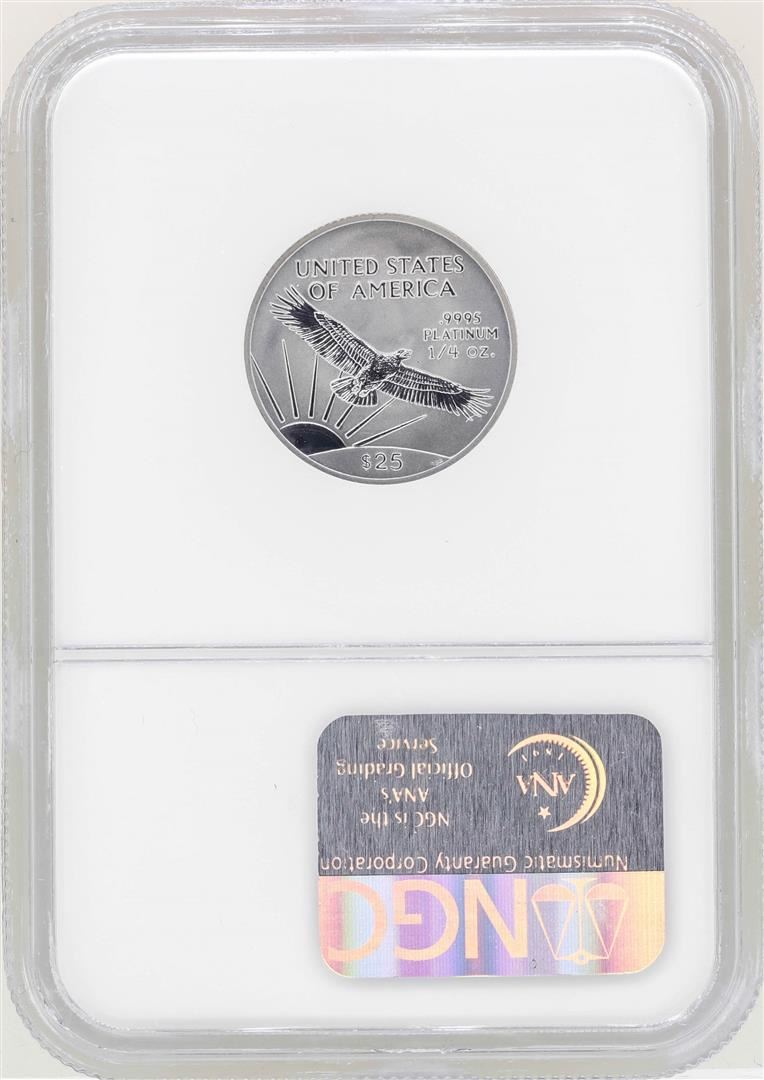 UNITED STATES
OF AMERICA
.9995
PLATINUM
1/4 OZ.
$25
NGC
Numismatic Guaranty Corporation
NGC is the
ANA's
Official Grading
Service
ANA
1891